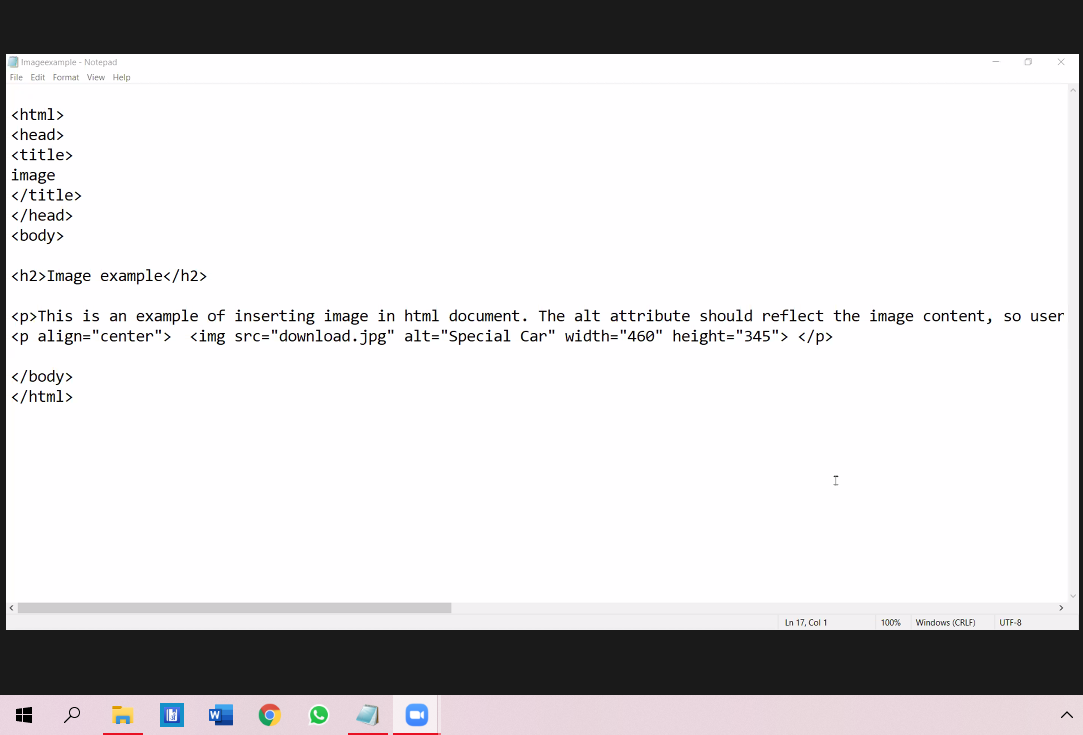 Imageexample - Notepad
File Edit Format View Help
<html>
<head>
<title>
image
</title>
</head>
<body>
<h2>Image example</h2>
<p>This is an example of inserting image in html document. The alt attribute should reflect the image content, so user
<p align="center">  <img src="download.jpg" alt="Special Car" width="460" height="345"> </p>
</body>
</html>
Ln 17, Col 1 100% Windows (CRLF) UTF-8
W